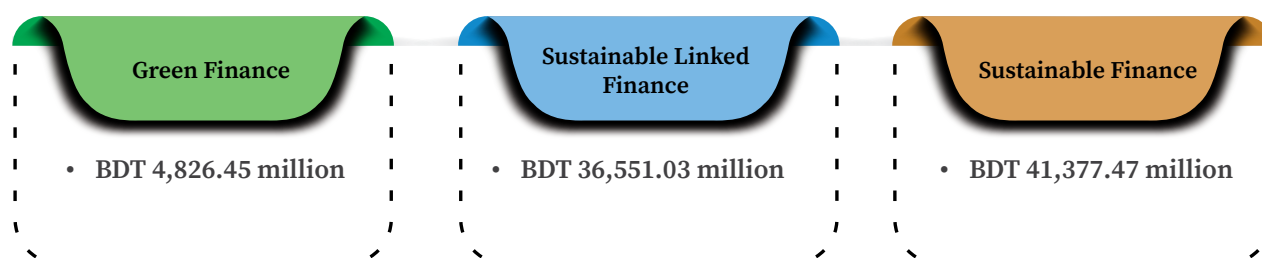 Green Finance
• BDT 4,826.45 million
Sustainable Linked
Finance
• BDT 36,551.03 million
Sustainable Finance
• BDT 41,377.47 million